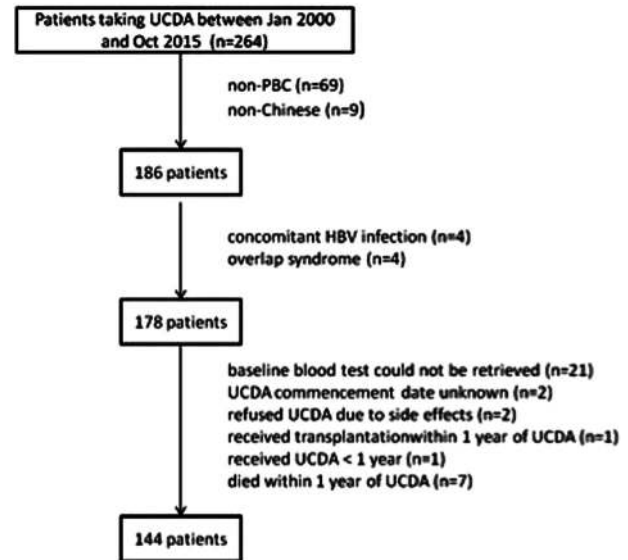 Patients taking UCDA between Jan 2000
and Oct 2015 (n=264)
non-PBC (n=69)
non-Chinese (n=9)
186 patients
concomitant HBV infection (n=4)
overlap syndrome (n=4)
178 patients
baseline blood test could not be retrieved (n=21)
UCDA commencement date unknown (n=2)
refused UCDA due to side effects (n=2)
received transplantationwithin 1 year of UCDA (n=1)
received UCDA < 1 year (n=1)
died within 1 year of UCDA (n=7)
144 patients